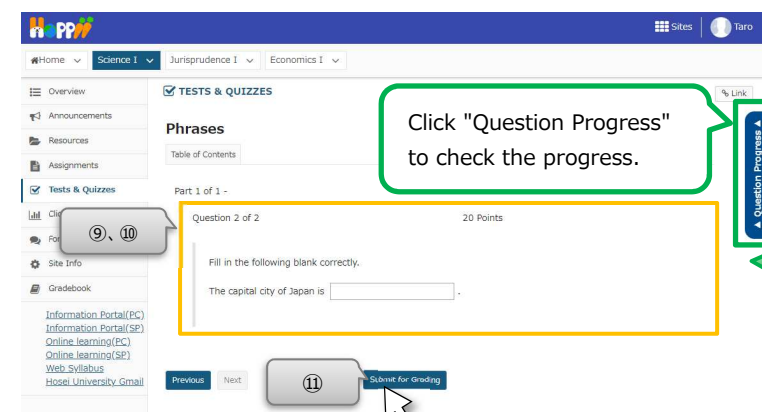 Hoppii
Sites
Taro
Home
Science I
Jurisprudence I
Economics I
Overview
Announcements
Resources
Assignments
Tests & Quizzes
Site Info
Gradebook
Information Portal(PC)
Information Portal(SP)
Online learning(PC)
Online learning(SP)
Web Syllabus
Hosei University Gmail
TESTS & QUIZZES
Link
Phrases
Table of Contents
Part 1 of 1 -
Question 2 of 2
20 Points
Fill in the following blank correctly.
The capital city of Japan is .
Previous
Next
Submit for Grading
⑨、⑩
⑪
Click "Question Progress"
to check the progress.
▲ Question Progress ▲